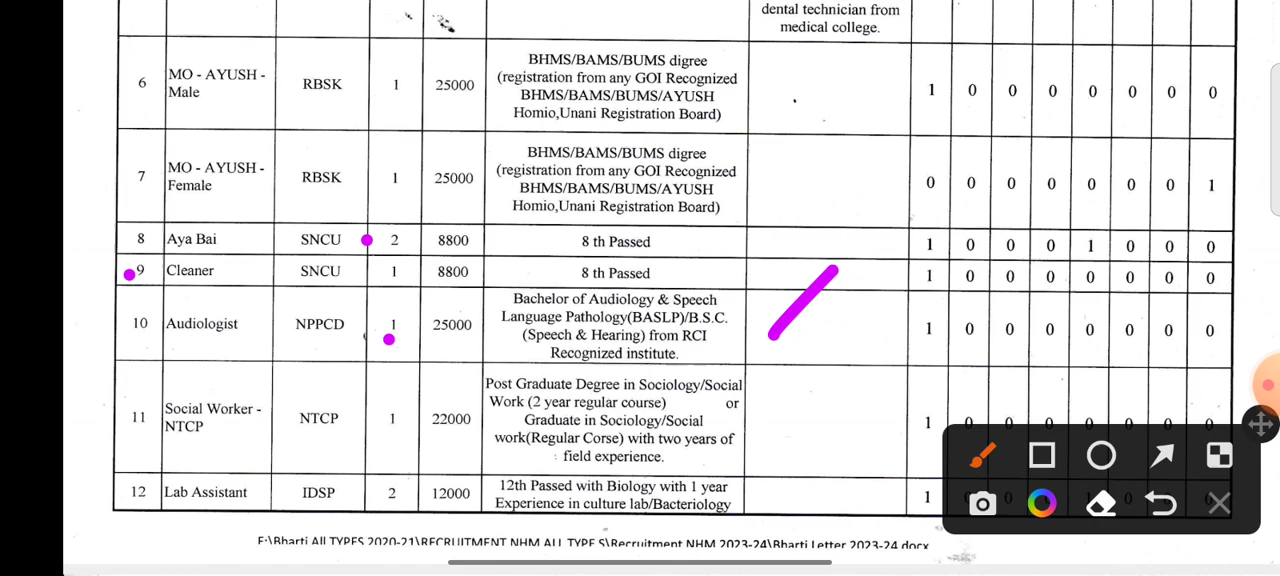 dental technician from
medical college.
6 MO - AYUSH - Male RBSK 1 25000 BHMS/BAMS/BUMS digree (registration from any GOI Recognized BHMS/BAMS/BUMS/AYUSH Homio,Unani Registration Board) 1 0 0 0 0 0 0 0
7 MO - AYUSH - Female RBSK 1 25000 BHMS/BAMS/BUMS digree (registration from any GOI Recognized BHMS/BAMS/BUMS/AYUSH Homio,Unani Registration Board) 0 0 0 0 0 0 0 1
8 Aya Bai SNCU 2 8800 8 th Passed 1 0 0 0 1 0 0 0
9 Cleaner SNCU 1 8800 8 th Passed 1 0 0 0 0 0 0 0
10 Audiologist NPPCD 1 25000 Bachelor of Audiology & Speech Language Pathology(BASLP)/B.S.C. (Speech & Hearing) from RCI Recognized institute. 1 0 0 0 0 0 0 0
11 Social Worker - NTCP NTCP 1 22000 Post Graduate Degree in Sociology/Social Work (2 year regular course) or Graduate in Sociology/Social work(Regular Corse) with two years of field experience. 1
12 Lab Assistant IDSP 2 12000 12th Passed with Biology with 1 year Experience in culture lab/Bacteriology 1
E:\Bharti All TYPES 2020-21\RECRUITMENT NHM ALL TYPE S\Recruitment NHM 2023-24\Bharti Letter 2023-24.docx